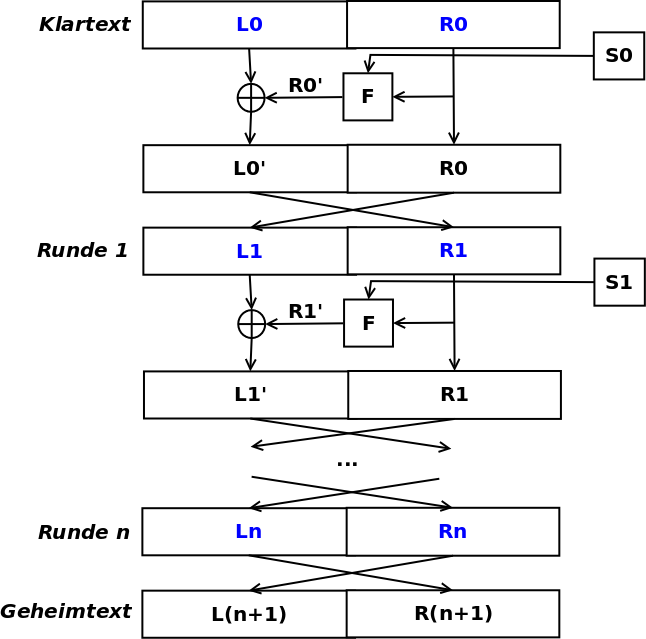 Klartext L0 R0
S0
R0' F
L0' R0
Runde 1 L1 R1
S1
R1' F
L1' R1
...
Runde n Ln Rn
Geheimtext L(n+1) R(n+1)